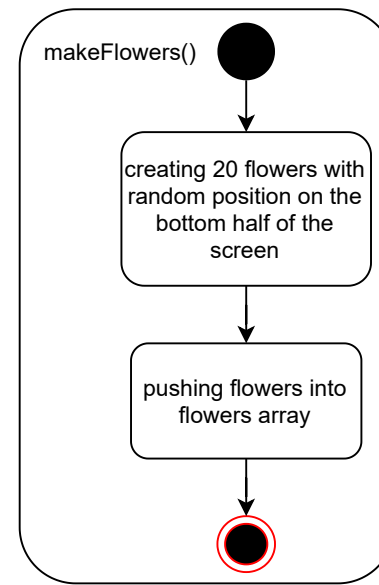 makeFlowers()
creating 20 flowers with
random position on the
bottom half of the
screen
pushing flowers into
flowers array